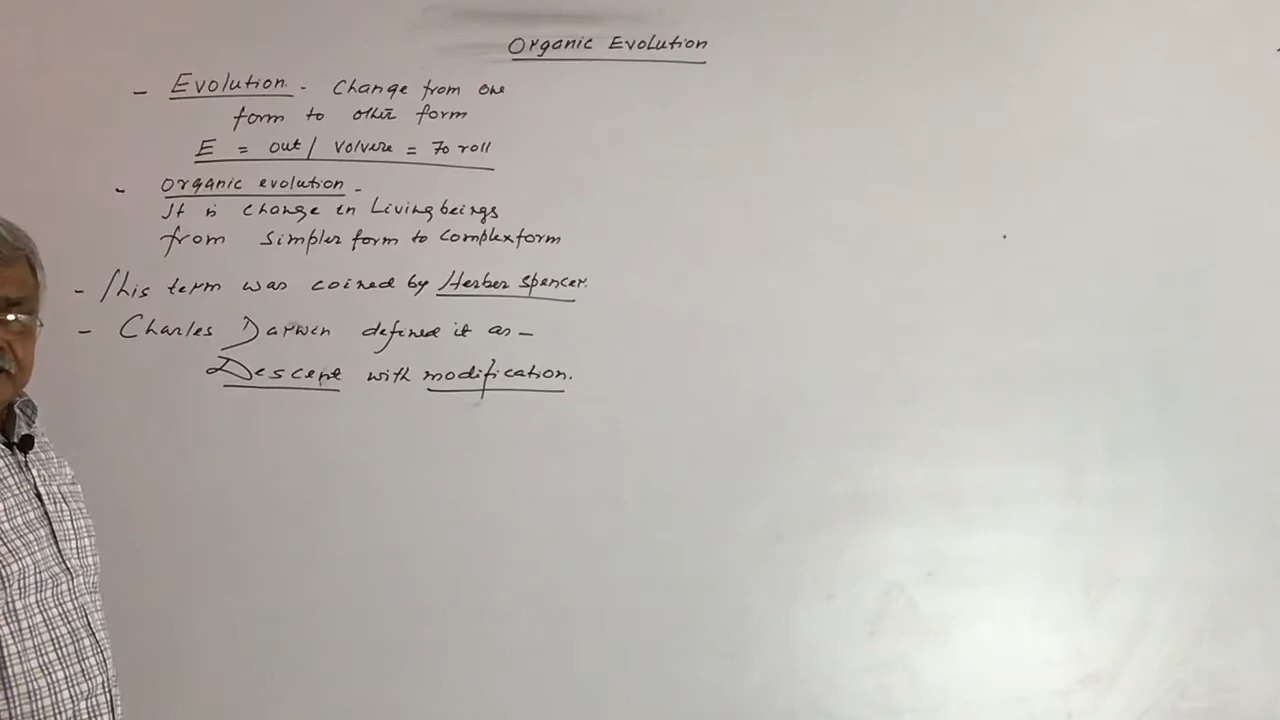 Organic Evolution
- Evolution - Change from one
form to other form
E = out / volvere = To roll
- Organic evolution -
It is change in Living beings
from simpler form to complex form
- This term was coined by Herber Spencer.
- Charles Darwin defined it as -
Descent with modification.